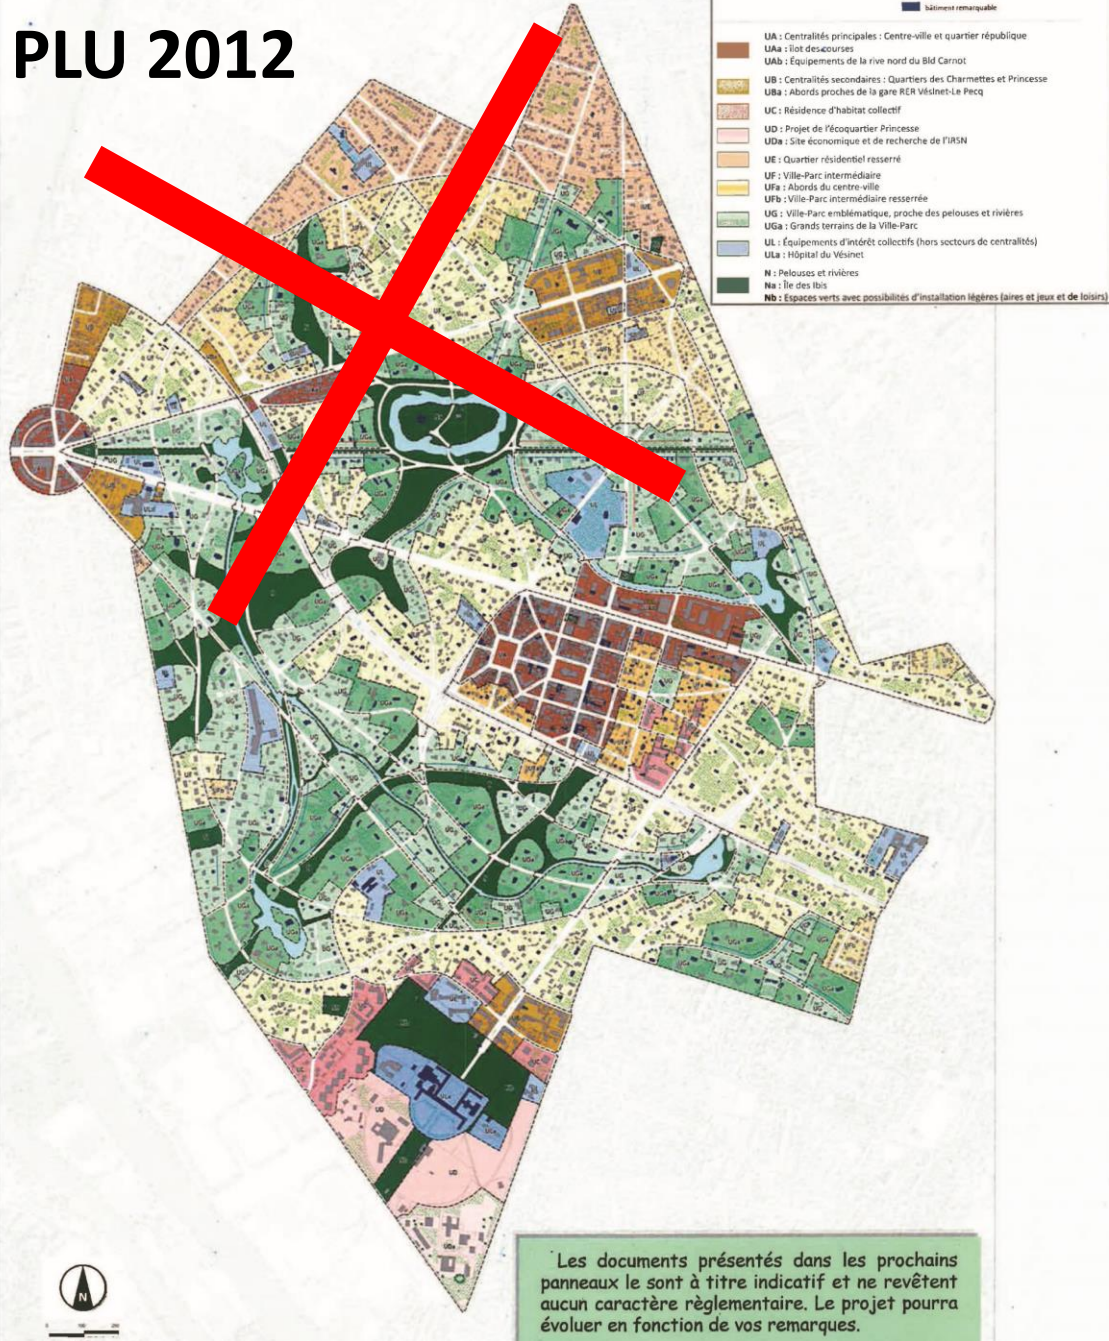 PLU 2012
bâtiment remarquable
UA : Centralités principales : Centre-ville et quartier république
UAa : îlot des courses
UAb : Équipements de la rive nord du Bld Carnot
UB : Centralités secondaires : Quartiers des Charmettes et Princesse
UBa : Abords proches de la gare RER Vésinet-Le Pecq
UC : Résidence d'habitat collectif
UD : Projet de l'écoquartier Princesse
UDa : Site économique et de recherche de l'IRSN
UE : Quartier résidentiel resserré
UF : Ville-Parc intermédiaire
UFa : Abords du centre-ville
UFb : Ville-Parc intermédiaire resserrée
UG : Ville-Parc emblématique, proche des pelouses et rivières
UGa : Grands terrains de la Ville-Parc
UL : Équipements d'intérêt collectifs (hors secteurs de centralités)
ULa : Hôpital du Vésinet
N : Pelouses et rivières
Na : Île des Ibis
Nb : Espaces verts avec possibilités d'installation légères (aires et jeux et de loisirs)
N
Les documents présentés dans les prochains
panneaux le sont à titre indicatif et ne revêtent
aucun caractère règlementaire. Le projet pourra
évoluer en fonction de vos remarques.